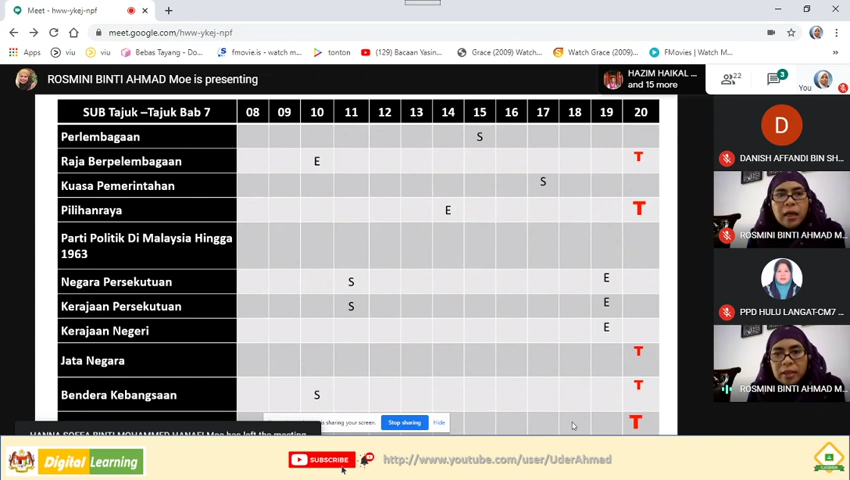 Meet - hww-ykej-npf
meet.google.com/hww-ykej-npf
Apps viu viu Bebas Tayang - Do... fmovie.is - watch m... tonton (129) Bacaan Yasin... Grace (2009) Watch... Watch Grace (2009)... FMovies | Watch M... »
ROSMINI BINTI AHMAD Moe is presenting
HAZIM HAIKAL ...
and 15 more
22
3
You
SUB Tajuk –Tajuk Bab 7 08 09 10 11 12 13 14 15 16 17 18 19 20
Perlembagaan S
Raja Berpelembagaan E T
Kuasa Pemerintahan S
Pilihanraya E T
Parti Politik Di Malaysia Hingga
1963
Negara Persekutuan S E
Kerajaan Persekutuan S E
Kerajaan Negeri E
Jata Negara T
Bendera Kebangsaan S T
T
DANISH AFFANDI BIN SH...
ROSMINI BINTI AHMAD M...
PPD HULU LANGAT-CM7 ...
ROSMINI BINTI AHMAD M...
is sharing your screen. Stop sharing Hide
HANNA SOFEA BINTI MOHAMMED HANAFI Moe has left the meeting
Digital Learning
SUBSCRIBE
http://www.youtube.com/user/UderAhmad